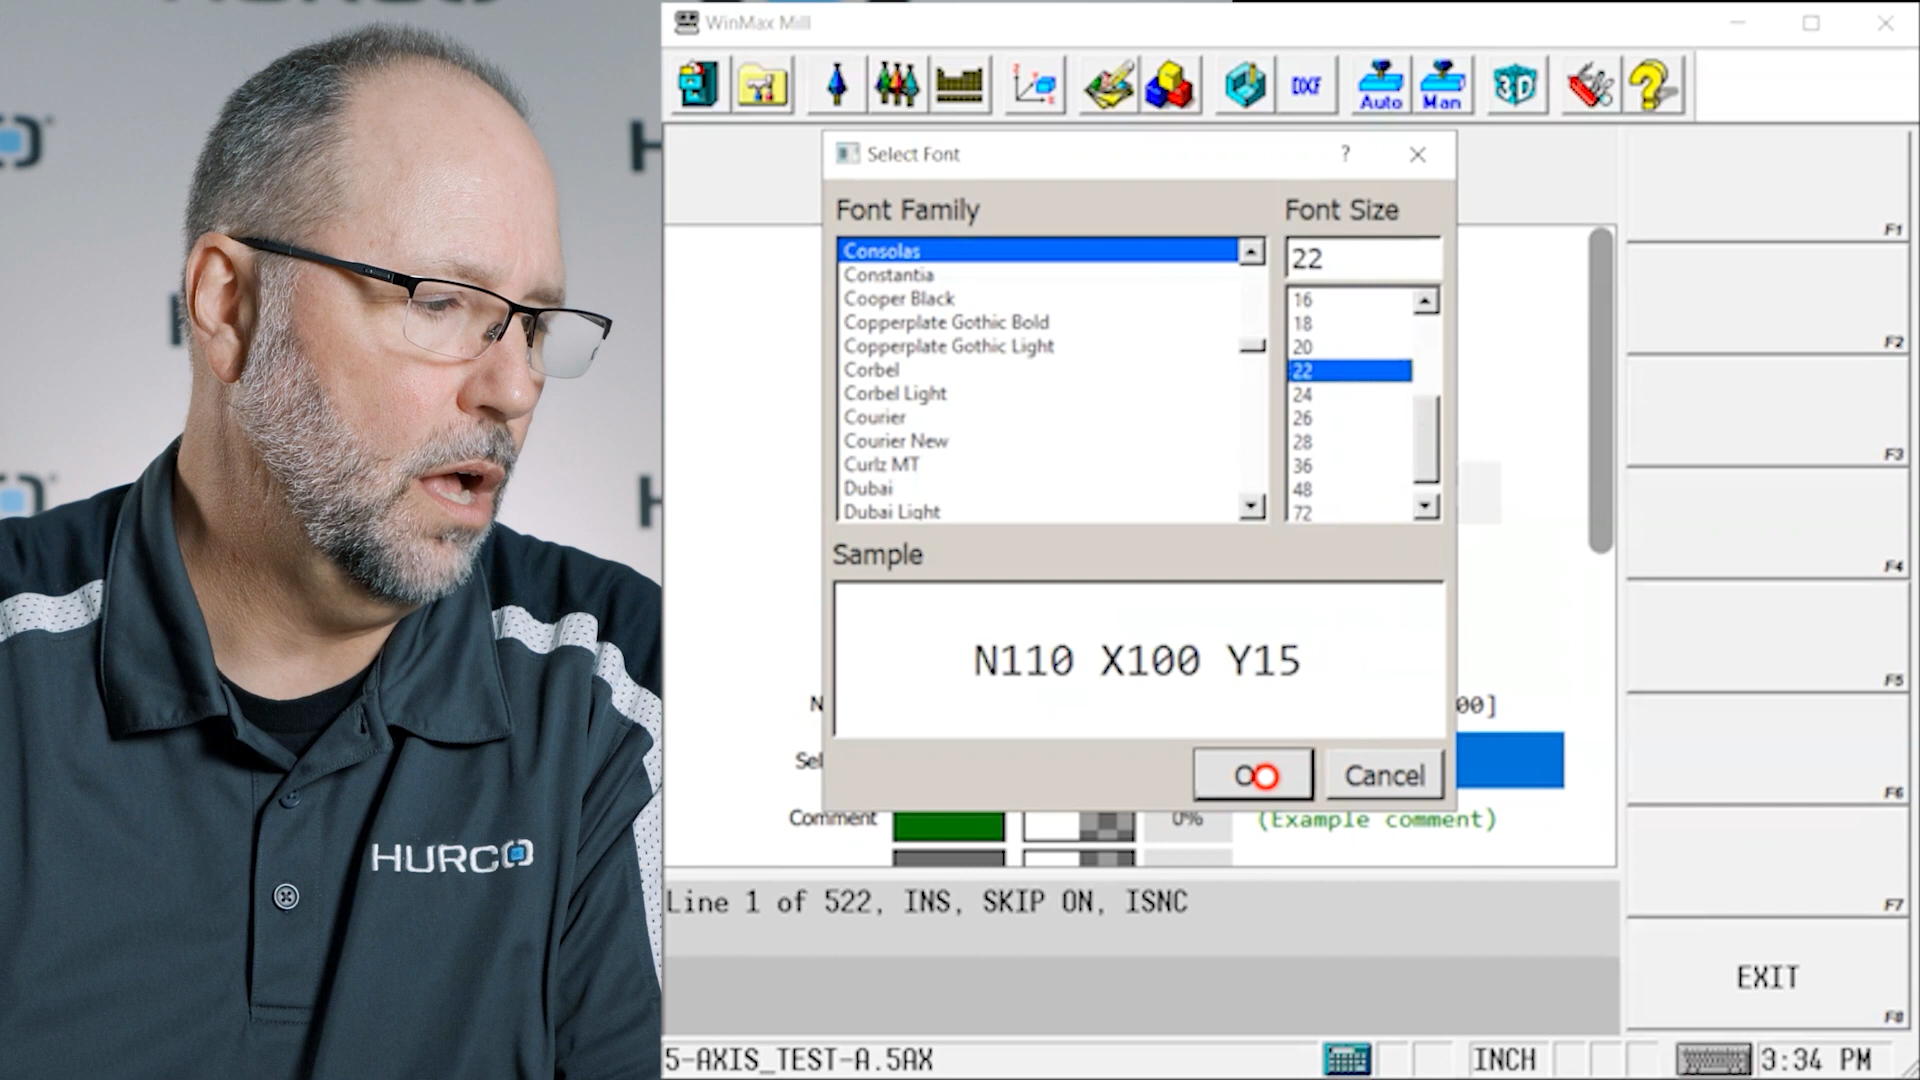 WinMax Mill
DXF
Auto
Man
3D
Select Font
?
Font Family
Font Size
Consolas
Constantia
Cooper Black
Copperplate Gothic Bold
Copperplate Gothic Light
Corbel
Corbel Light
Courier
Courier New
Curlz MT
Dubai
Dubai Light
22
16
18
20
22
24
26
28
36
48
72
Sample
N110 X100 Y15
Cancel
N
00]
Sel
Comment
0%
(Example comment)
Line 1 of 522, INS, SKIP ON, ISNC
F1
F2
F3
F4
F5
F6
F7
EXIT
F8
5-AXIS_TEST-A.5AX
INCH
3:34 PM
HURCO